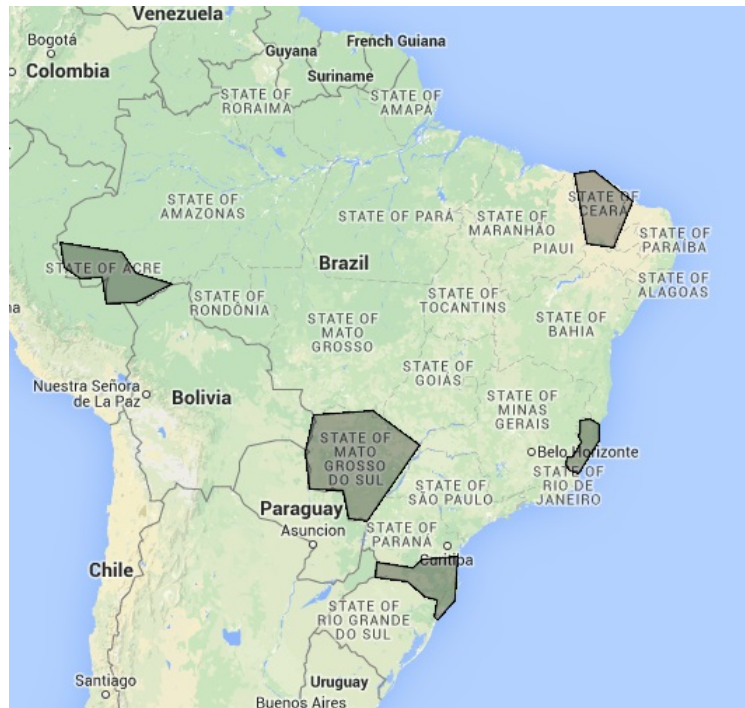 Venezuela
Bogotá
Colombia
Guyana
French Guiana
Suriname
STATE OF
RORAIMA
STATE OF
AMAPÁ
STATE OF
AMAZONAS
STATE OF PARÁ
STATE OF
MARANHÃO
STATE OF
CEARÁ
PIAUI
STATE OF
PARAÍBA
STATE OF ACRE
Brazil
STATE OF
RONDÔNIA
STATE OF
TOCANTINS
STATE OF
ALAGOAS
STATE OF
MATO
GROSSO
STATE OF
BAHIA
STATE OF
GOIÁS
Nuestra Señora
de La Paz
Bolivia
STATE OF
MINAS
GERAIS
STATE OF
MATO
GROSSO
DO SUL
Belo Horizonte
STATE OF
RIO DE
JANEIRO
STATE OF
SÃO PAULO
Paraguay
Asuncion
STATE OF
PARANÁ
Curitiba
Chile
STATE OF
RIO GRANDE
DO SUL
Santiago
Uruguay
Buenos Aires